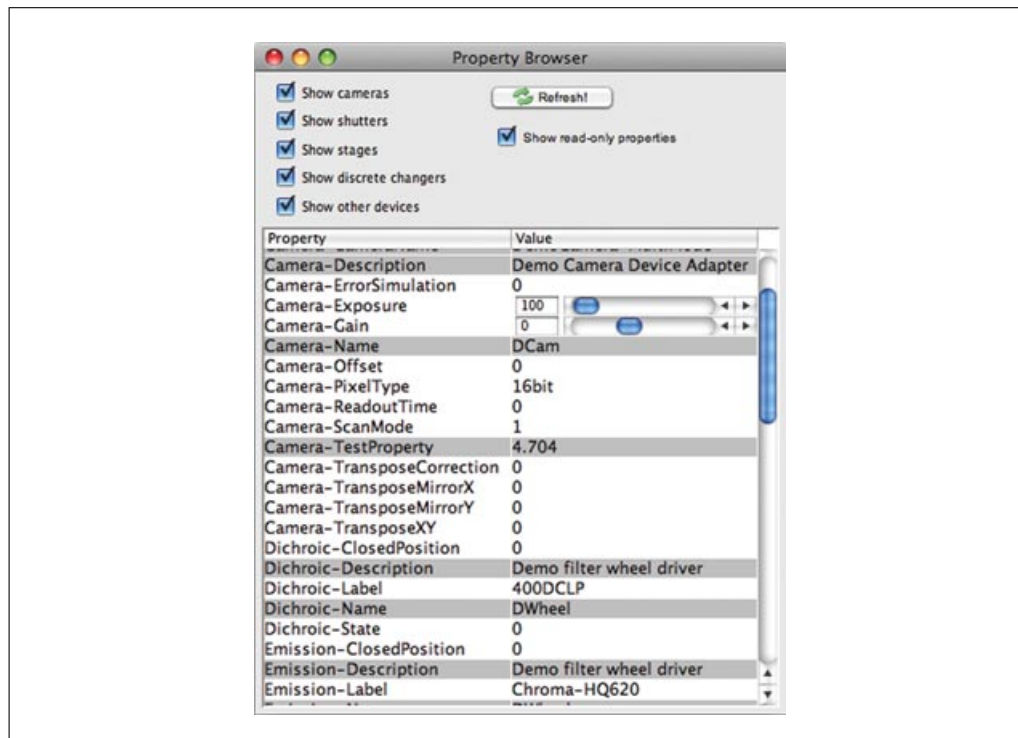 Property Browser
Show cameras
Refresh!
Show shutters
Show read-only properties
Show stages
Show discrete changers
Show other devices
Property Value
Camera-Description Demo Camera Device Adapter
Camera-ErrorSimulation 0
Camera-Exposure 100
Camera-Gain 0
Camera-Name DCam
Camera-Offset 0
Camera-PixelType 16bit
Camera-ReadoutTime 0
Camera-ScanMode 1
Camera-TestProperty 4.704
Camera-TransposeCorrection 0
Camera-TransposeMirrorX 0
Camera-TransposeMirrorY 0
Camera-TransposeXY 0
Dichroic-ClosedPosition 0
Dichroic-Description Demo filter wheel driver
Dichroic-Label 400DCLP
Dichroic-Name DWheel
Dichroic-State 0
Emission-ClosedPosition 0
Emission-Description Demo filter wheel driver
Emission-Label Chroma-HQ620